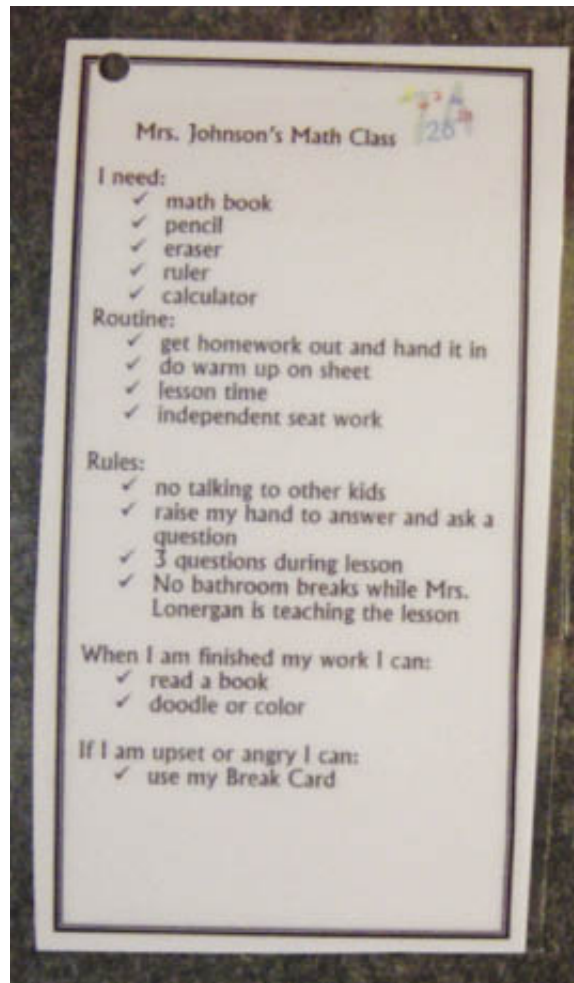 Mrs. Johnson's Math Class
28
I need:
✓ math book
✓ pencil
✓ eraser
✓ ruler
✓ calculator
Routine:
✓ get homework out and hand it in
✓ do warm up on sheet
✓ lesson time
✓ independent seat work
Rules:
✓ no talking to other kids
✓ raise my hand to answer and ask a
question
✓ 3 questions during lesson
✓ No bathroom breaks while Mrs.
Lonergan is teaching the lesson
When I am finished my work I can:
✓ read a book
✓ doodle or color
If I am upset or angry I can:
✓ use my Break Card